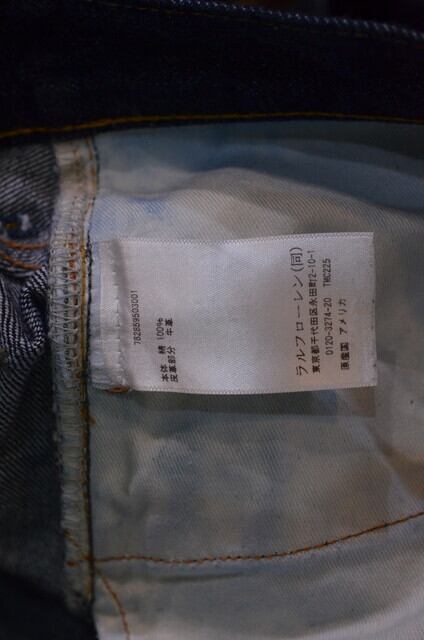 782859503001
本体 綿 100%
皮革部分 牛革
ラルフローレン(同)
東京都千代田区永田町2-10-1
0120-3274-20 TWC225
原産国 アメリカ